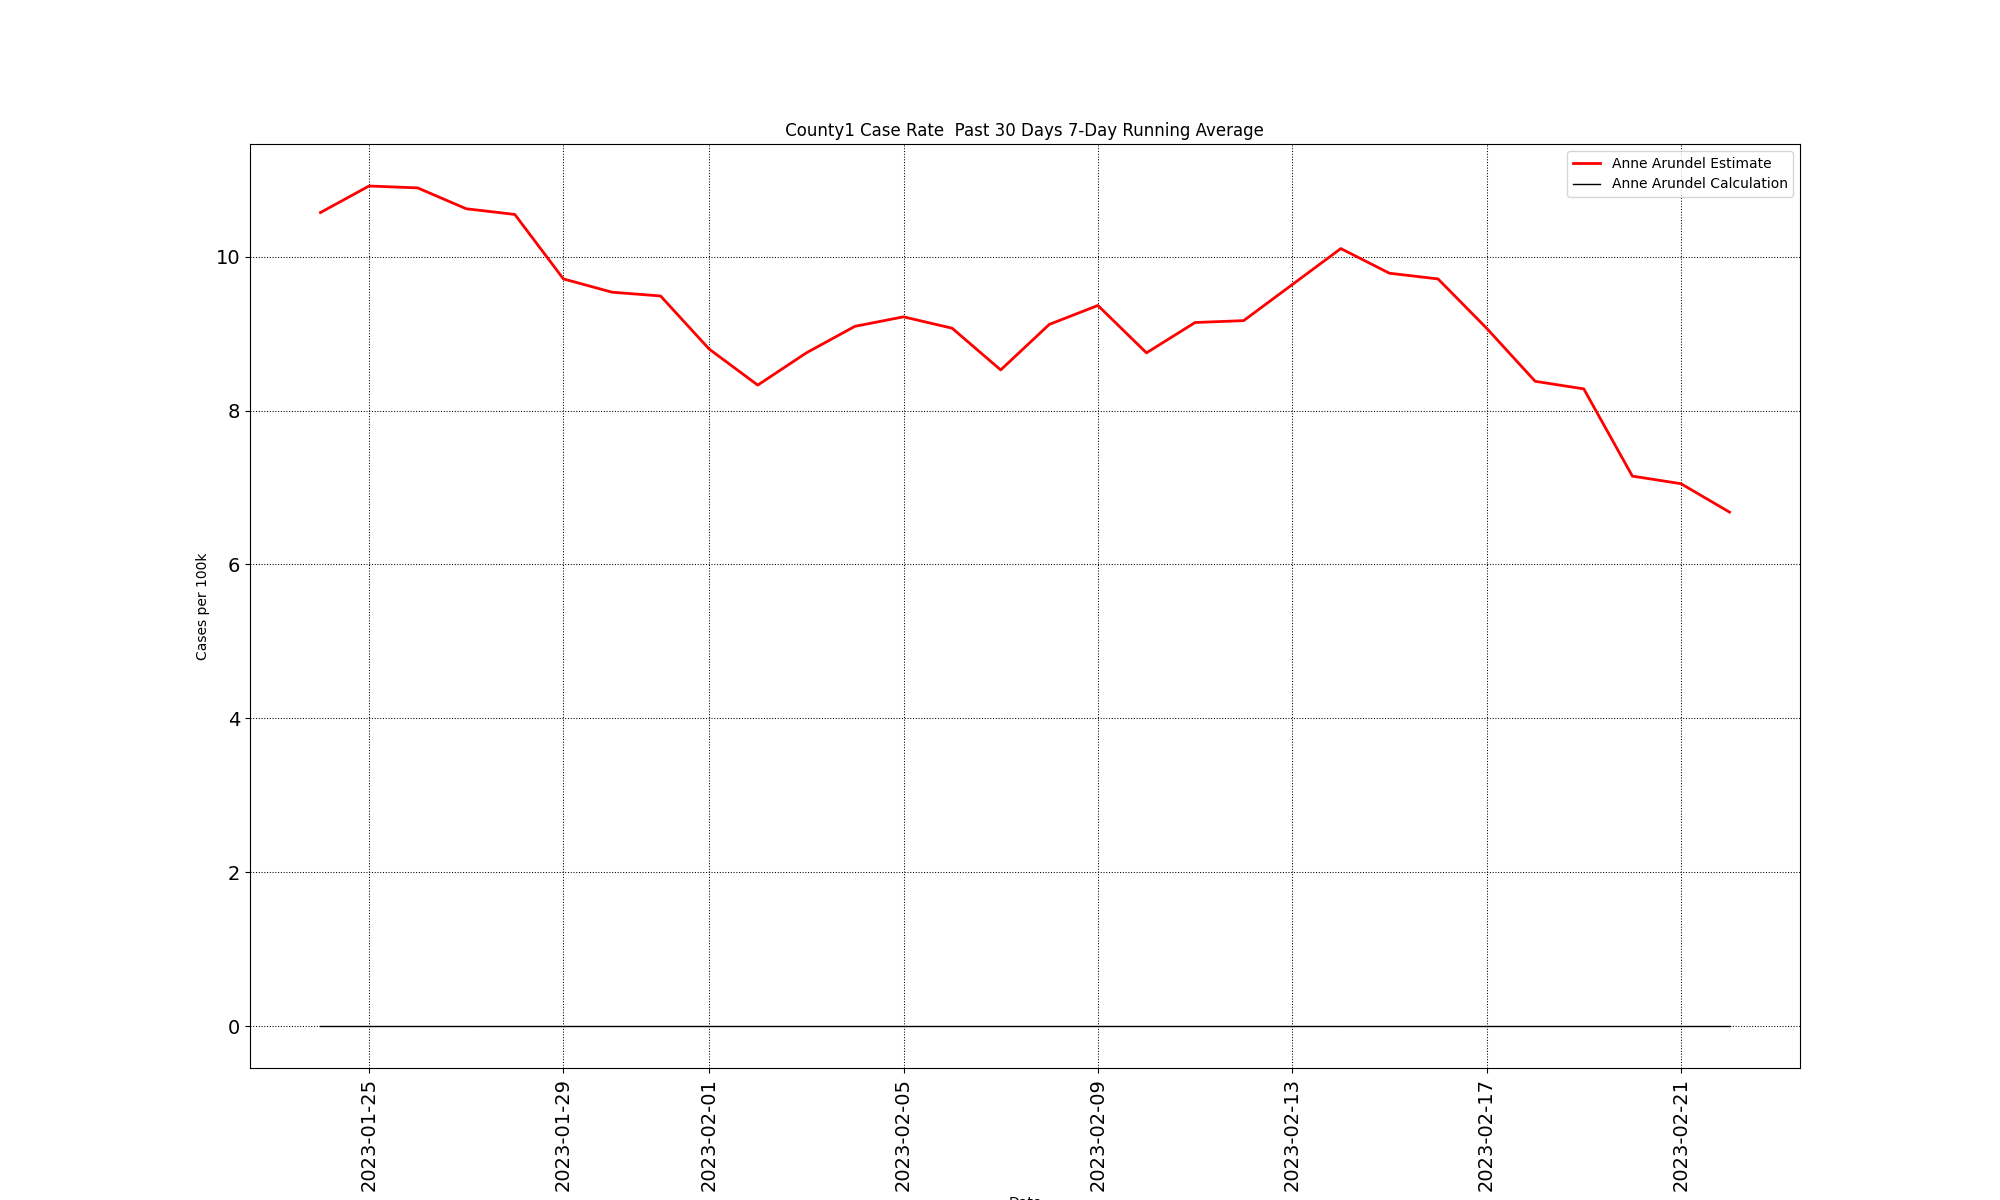 County1 Case Rate  Past 30 Days 7-Day Running Average
Anne Arundel Estimate
Anne Arundel Calculation
Cases per 100k
10
8
6
4
2
0
2023-01-25
2023-01-29
2023-02-01
2023-02-05
2023-02-09
2023-02-13
2023-02-17
2023-02-21
Date